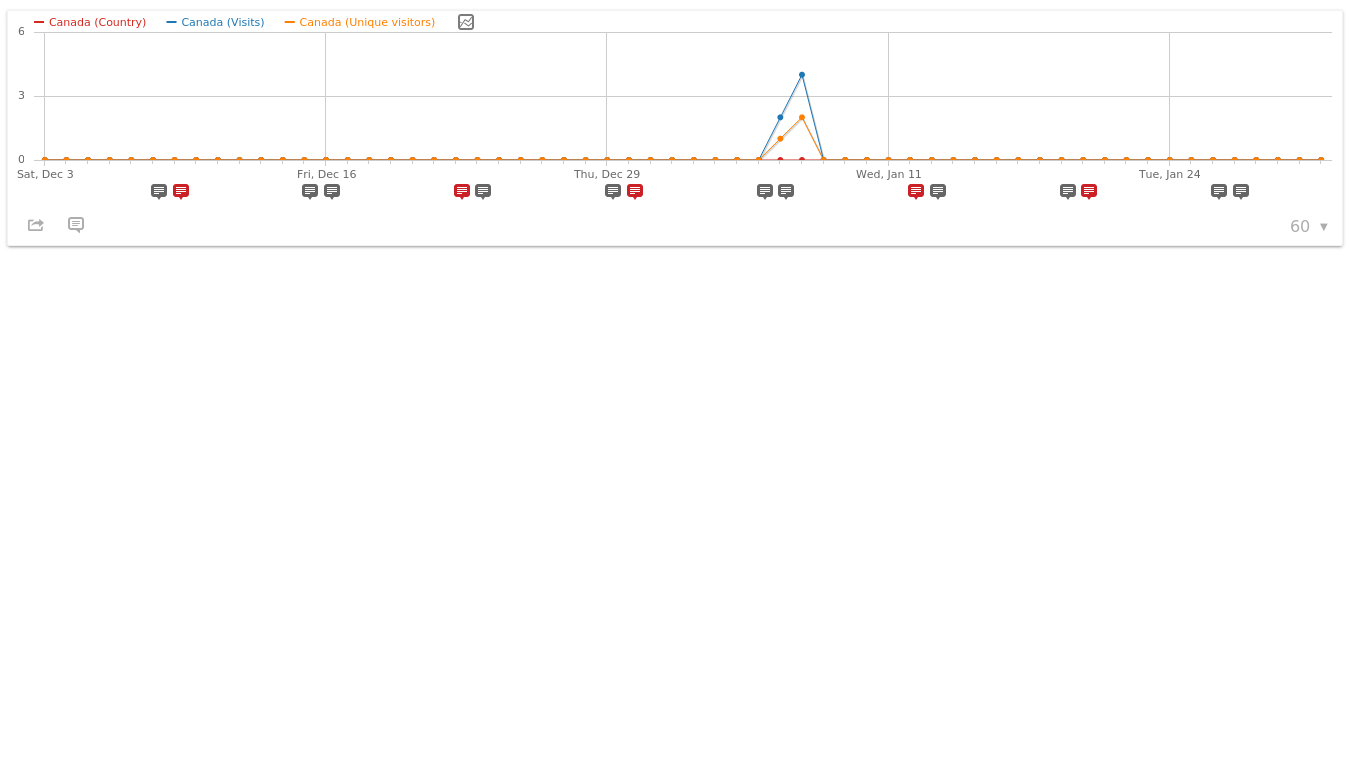 Canada (Country) Canada (Visits) Canada (Unique visitors)
6
3
0
Sat, Dec 3 Fri, Dec 16 Thu, Dec 29 Wed, Jan 11 Tue, Jan 24
60 ▼